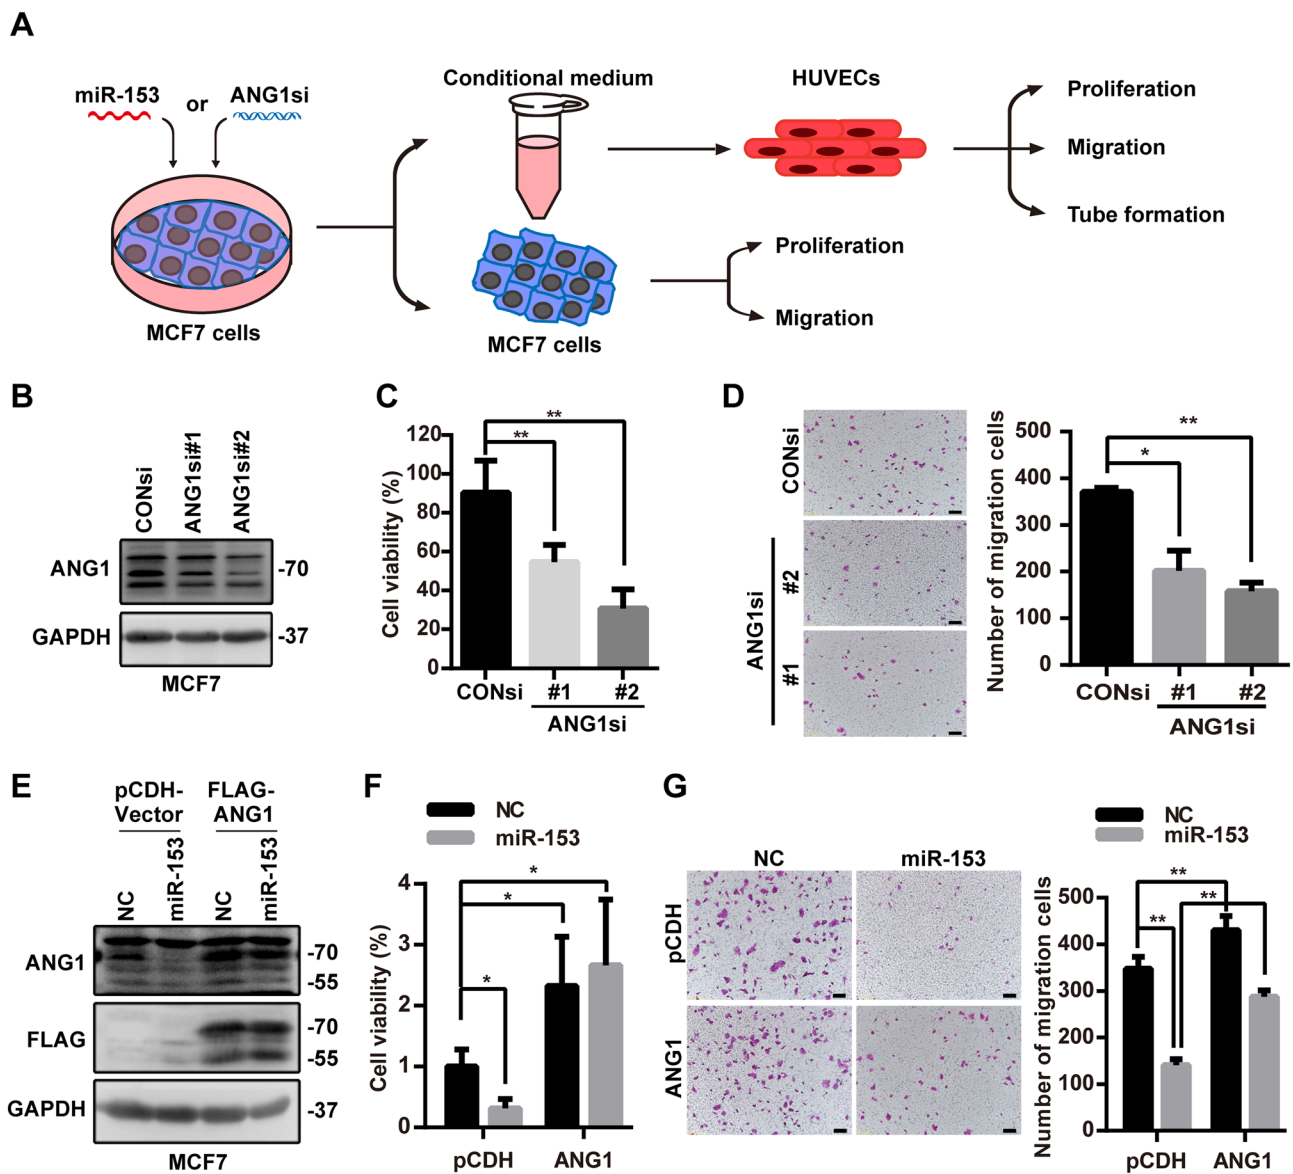 A
miR-153 or ANG1si
MCF7 cells
Conditional medium
MCF7 cells
HUVECs
Proliferation
Migration
Tube formation
Proliferation
Migration
B
CONsi
ANG1si#1
ANG1si#2
ANG1
-70
GAPDH
-37
MCF7
C
Cell viability (%)
120
100
80
60
40
20
0
**
**
CONsi #1 #2
ANG1si
D
CONsi
ANG1si
#2
#1
Number of migration cells
500
400
300
200
100
0
**
*
CONsi #1 #2
ANG1si
E
pCDH-
Vector
FLAG-
ANG1
NC
miR-153
NC
miR-153
ANG1
-70
-55
FLAG
-70
-55
GAPDH
-37
MCF7
F
NC
miR-153
Cell viability (%)
4
3
2
1
0
*
*
*
pCDH ANG1
G
NC miR-153
pCDH
ANG1
NC
miR-153
Number of migration cells
500
400
300
200
100
0
**
**
**
pCDH ANG1